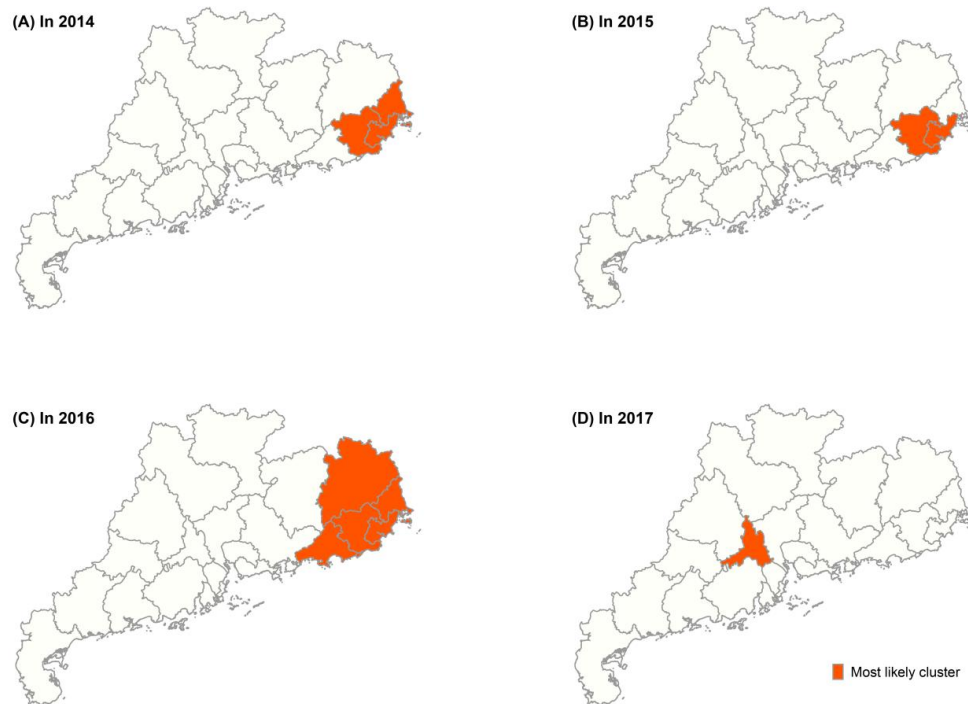 (A) In 2014
(B) In 2015
(C) In 2016
(D) In 2017
Most likely cluster